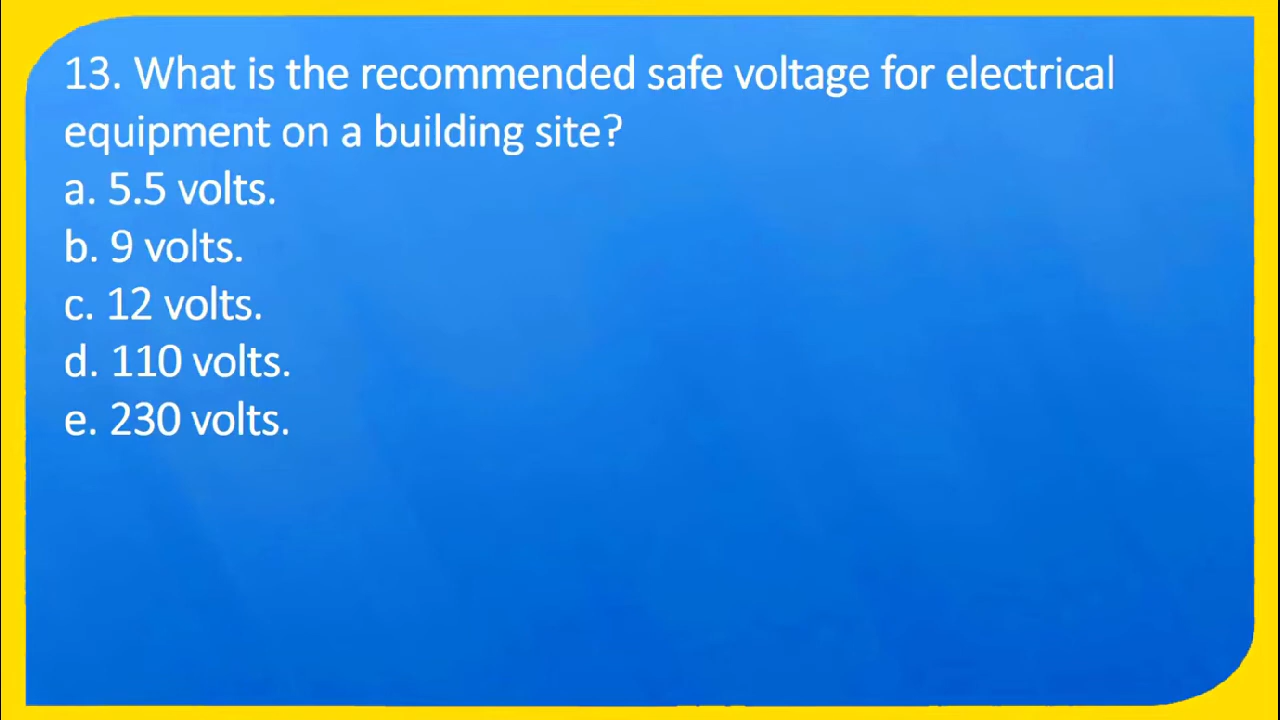 13. What is the recommended safe voltage for electrical
equipment on a building site?
a. 5.5 volts.
b. 9 volts.
c. 12 volts.
d. 110 volts.
e. 230 volts.